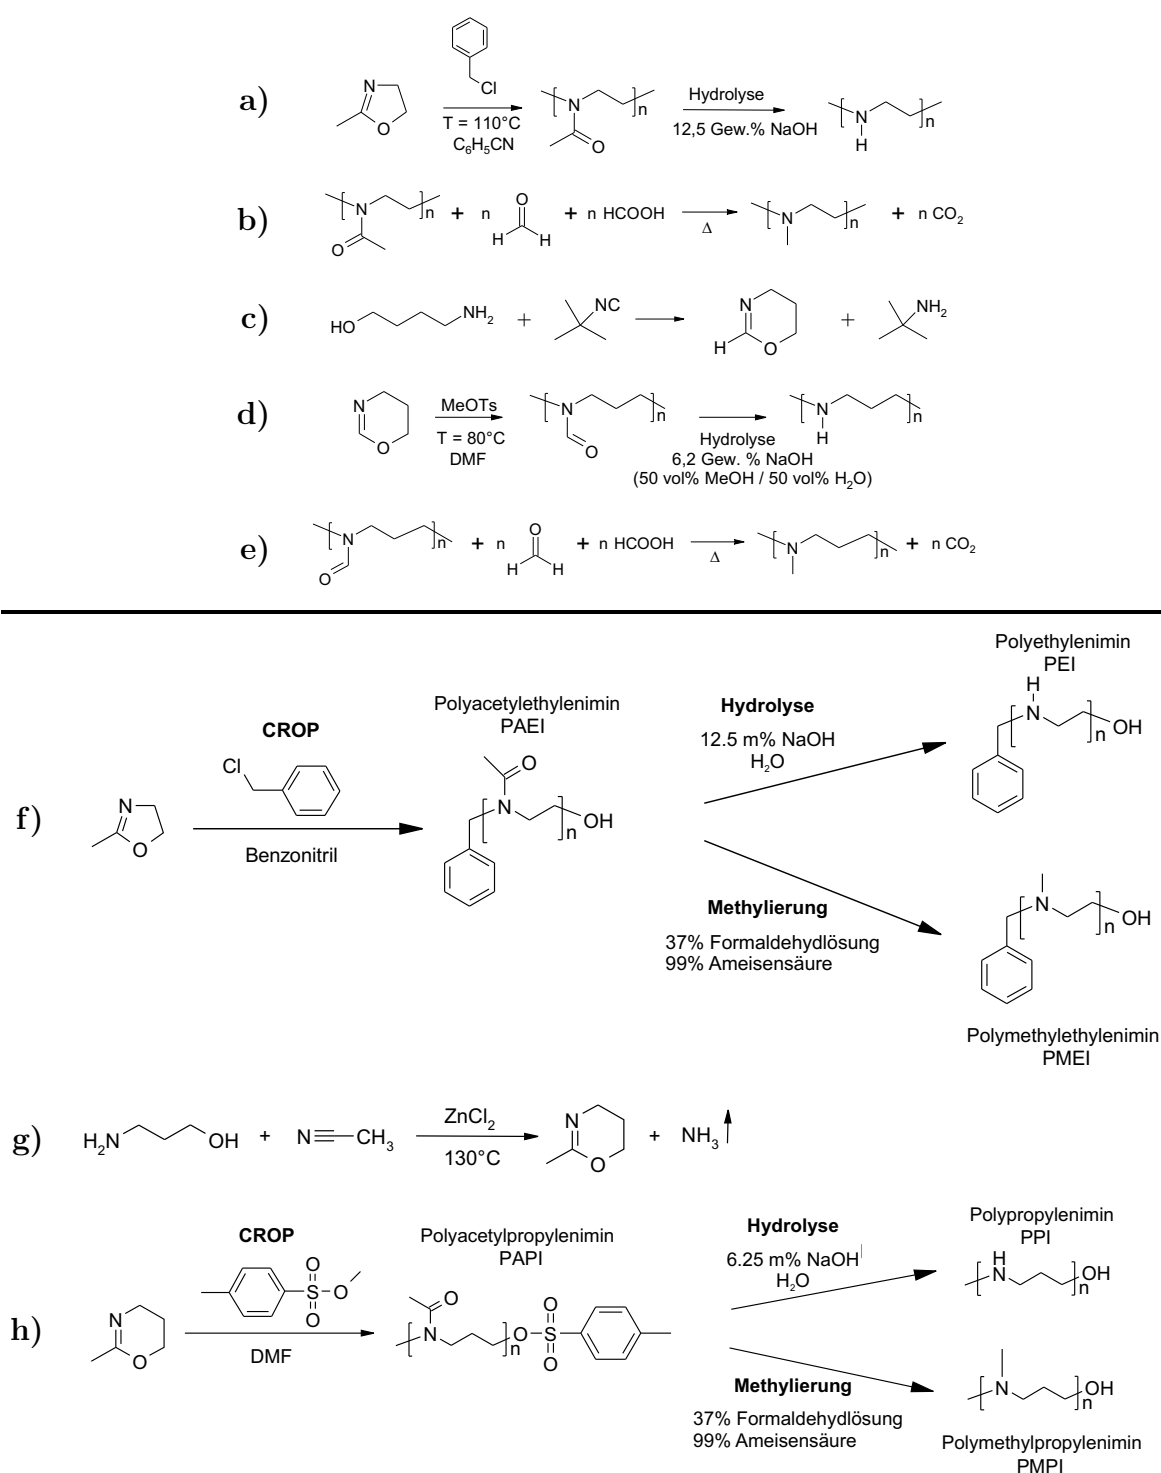 a)
N
O
Cl
T = 110°C
C₆H₅CN
N
n
O
Hydrolyse
12,5 Gew.% NaOH
N
H
n
b)
N
n
O
+ n
O
H H
+ n HCOOH
Δ
N
n
+ n CO₂
c)
HO NH₂
+
NC
N
H O
+
NH₂
d)
N
O
MeOTs
T = 80°C
DMF
N
n
O
Hydrolyse
6,2 Gew. % NaOH
(50 vol% MeOH / 50 vol% H₂O)
N
H
n
e)
N
n
O
+ n
O
H H
+ n HCOOH
Δ
N
n
+ n CO₂
f)
N
O
CROP
Cl
Benzonitril
Polyacetylethylenimin
PAEI
O
N
n
OH
Hydrolyse
12.5 m% NaOH
H₂O
Polyethylenimin
PEI
H
N
n
OH
Methylierung
37% Formaldehydlösung
99% Ameisensäure
N
n
OH
Polymethylethylenimin
PMEI
g)
H₂N OH
+
N CH₃
ZnCl₂
130°C
N
O
+ NH₃
h)
N
O
CROP
O
S
O
O
DMF
Polyacetylpropylenimin
PAPI
O
N
n
O
S
O
O
Hydrolyse
6.25 m% NaOH
H₂O
Polypropylenimin
PPI
H
N
n
OH
Methylierung
37% Formaldehydlösung
99% Ameisensäure
N
n
OH
Polymethylpropylenimin
PMPI